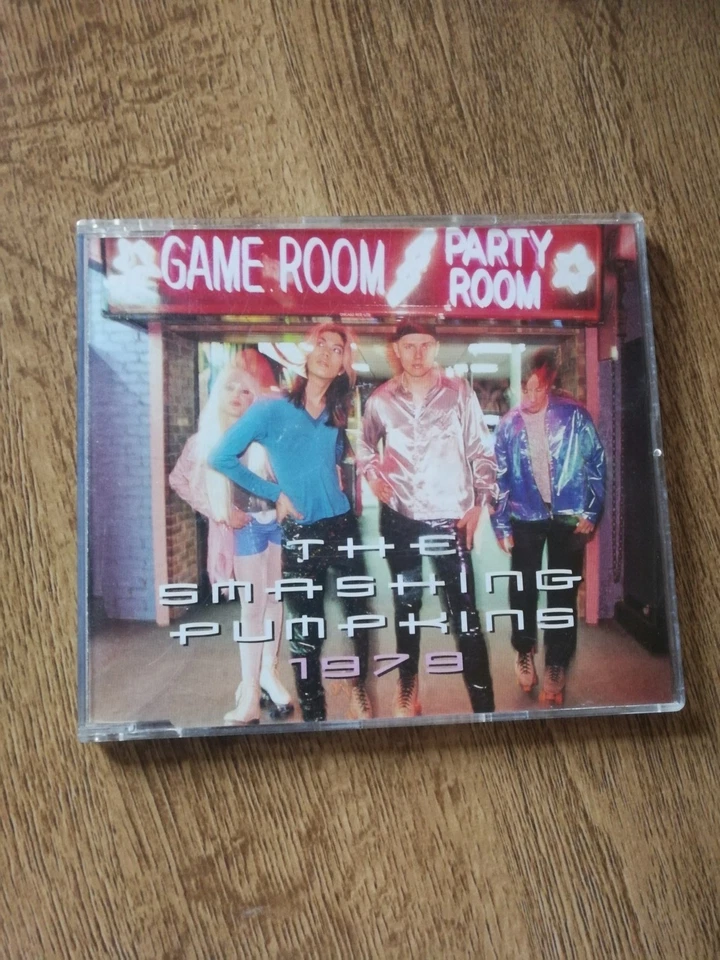 GAME ROOM
PARTY
ROOM
THE
SMASHING
PUMPKINS
1979